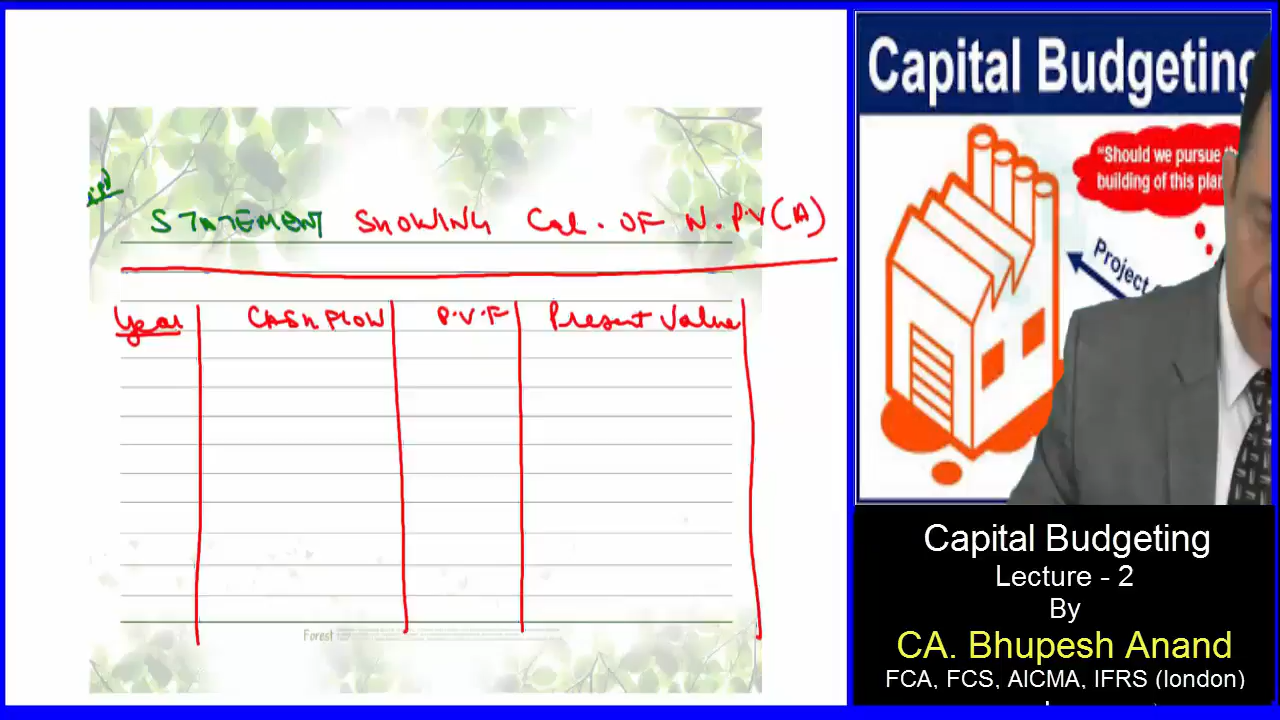 STATEMENT SHOWING Cal. OF N.P.V(A)
Year CASH FLOW P.V.F Present Value
Forest
Capital Budgeting
"Should we pursue
building of this plan
Project
Capital Budgeting
Lecture - 2
By
CA. Bhupesh Anand
FCA, FCS, AICMA, IFRS (london)